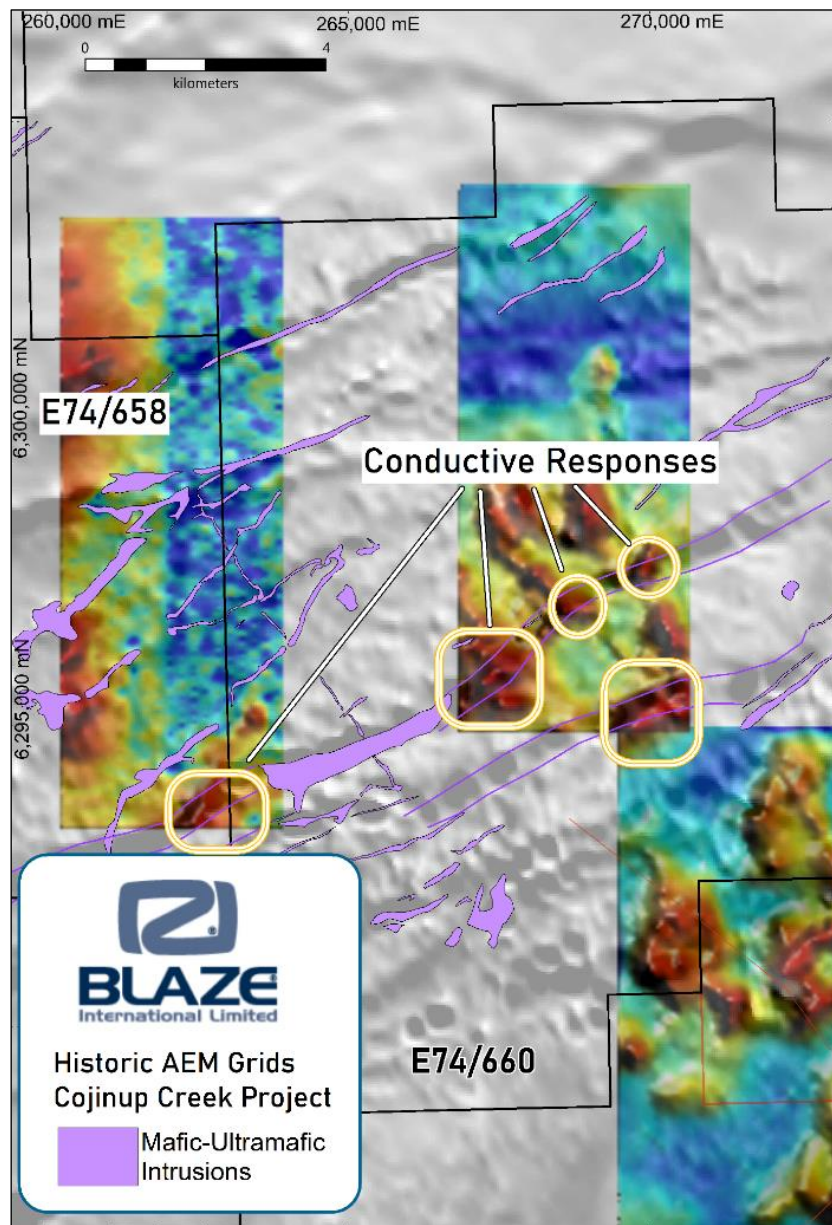 260,000 mE
265,000 mE
270,000 mE
0
4
kilometers
6,300,000 mN
E74/658
Conductive Responses
6,295,000 mN
®
BLAZE
International Limited
Historic AEM Grids
Cojinup Creek Project
Mafic-Ultramafic
Intrusions
E74/660